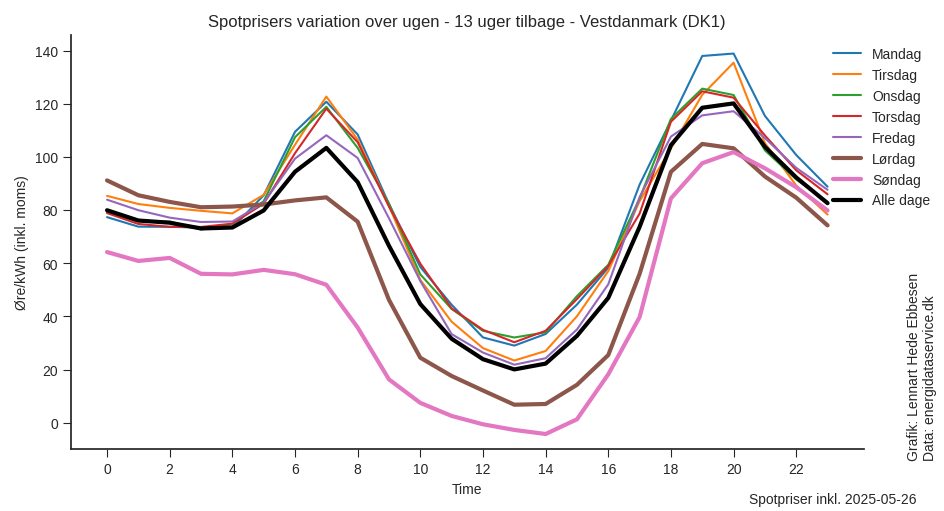 Spotprisers variation over ugen - 13 uger tilbage - Vestdanmark (DK1)
Øre/kWh (inkl. moms)
140
120
100
80
60
40
20
0
0 2 4 6 8 10 12 14 16 18 20 22
Time
Mandag
Tirsdag
Onsdag
Torsdag
Fredag
Lørdag
Søndag
Alle dage
Grafik: Lennart Hede Ebbesen
Data: energidataservice.dk
Spotpriser inkl. 2025-05-26